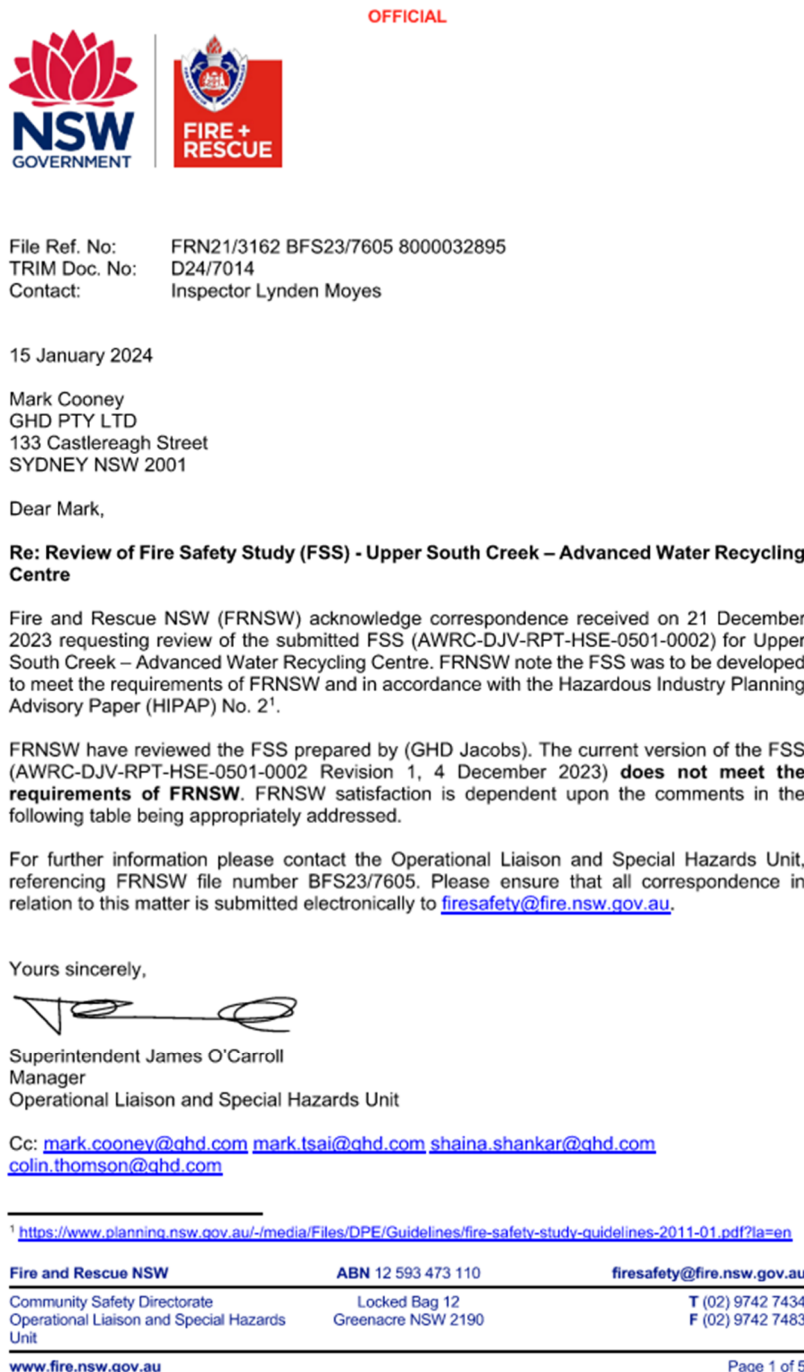 OFFICIAL
NSW
GOVERNMENT
FIRE +
RESCUE
File Ref. No: FRN21/3162 BFS23/7605 8000032895
TRIM Doc. No: D24/7014
Contact: Inspector Lynden Moyes
15 January 2024
Mark Cooney
GHD PTY LTD
133 Castlereagh Street
SYDNEY NSW 2001
Dear Mark,
Re: Review of Fire Safety Study (FSS) - Upper South Creek – Advanced Water Recycling
Centre
Fire and Rescue NSW (FRNSW) acknowledge correspondence received on 21 December
2023 requesting review of the submitted FSS (AWRC-DJV-RPT-HSE-0501-0002) for Upper
South Creek – Advanced Water Recycling Centre. FRNSW note the FSS was to be developed
to meet the requirements of FRNSW and in accordance with the Hazardous Industry Planning
Advisory Paper (HIPAP) No. 2¹.
FRNSW have reviewed the FSS prepared by (GHD Jacobs). The current version of the FSS
(AWRC-DJV-RPT-HSE-0501-0002 Revision 1, 4 December 2023) does not meet the
requirements of FRNSW. FRNSW satisfaction is dependent upon the comments in the
following table being appropriately addressed.
For further information please contact the Operational Liaison and Special Hazards Unit,
referencing FRNSW file number BFS23/7605. Please ensure that all correspondence in
relation to this matter is submitted electronically to firesafety@fire.nsw.gov.au.
Yours sincerely,
Superintendent James O'Carroll
Manager
Operational Liaison and Special Hazards Unit
Cc: mark.cooney@ghd.com mark.tsai@ghd.com shaina.shankar@ghd.com
colin.thomson@ghd.com
¹ https://www.planning.nsw.gov.au/-/media/Files/DPE/Guidelines/fire-safety-study-guidelines-2011-01.pdf?la=en
Fire and Rescue NSW ABN 12 593 473 110 firesafety@fire.nsw.gov.au
Community Safety Directorate Locked Bag 12 T (02) 9742 7434
Operational Liaison and Special Hazards Greenacre NSW 2190 F (02) 9742 7483
Unit
www.fire.nsw.gov.au Page 1 of 5